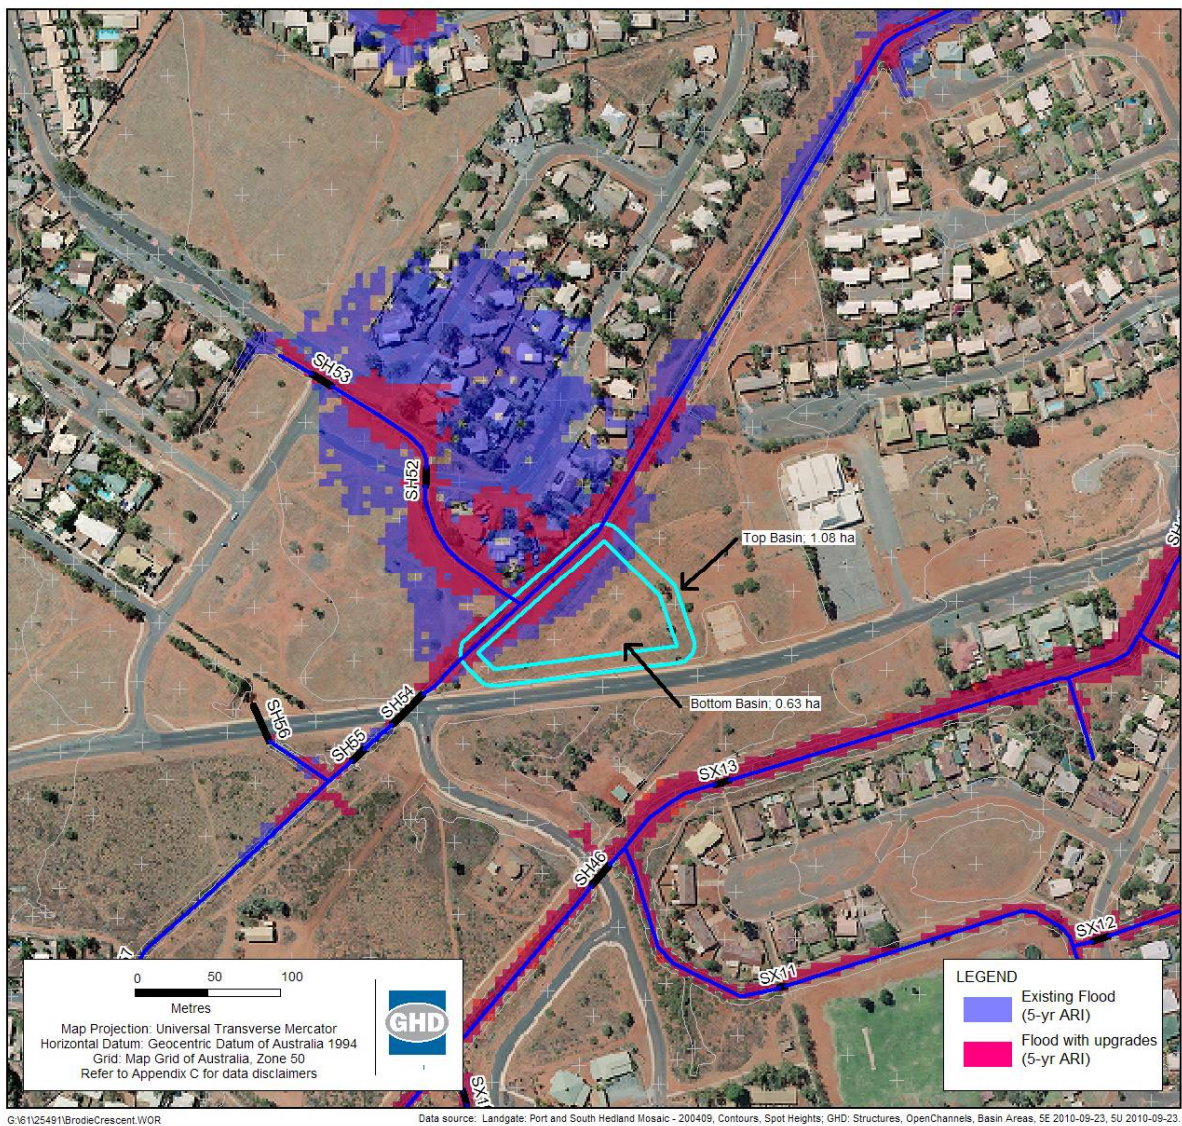 SH53
SH52
Top Basin; 1.08 ha
Bottom Basin; 0.63 ha
SH54
SH56
SH55
SX13
SH46
SX12
SX11
0 50 100
Metres
Map Projection: Universal Transverse Mercator
Horizontal Datum: Geocentric Datum of Australia 1994
Grid: Map Grid of Australia, Zone 50
Refer to Appendix C for data disclaimers
GHD
LEGEND
Existing Flood
(5-yr ARI)
Flood with upgrades
(5-yr ARI)
G:\61\25491\BrodieCrescent.WOR
Data source: Landgate: Port and South Hedland Mosaic - 200409, Contours, Spot Heights; GHD: Structures, OpenChannels, Basin Areas, 5E 2010-09-23, 5U 2010-09-23.